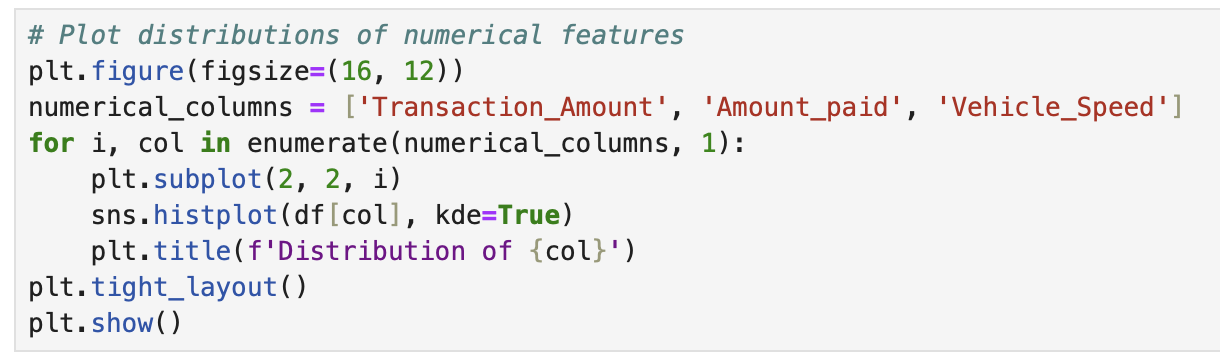 # Plot distributions of numerical features
plt.figure(figsize=(16, 12))
numerical_columns = ['Transaction_Amount', 'Amount_paid', 'Vehicle_Speed']
for i, col in enumerate(numerical_columns, 1):
    plt.subplot(2, 2, i)
    sns.histplot(df[col], kde=True)
    plt.title(f'Distribution of {col}')
plt.tight_layout()
plt.show()